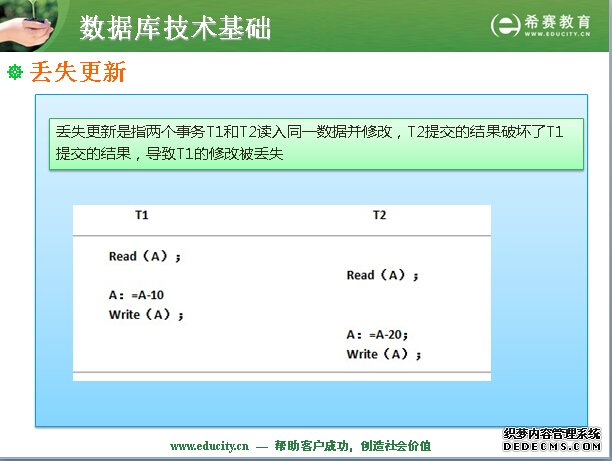 数据库技术基础
希赛教育
WWW.EDUCITY.CN
丢失更新
丢失更新是指两个事务T1和T2读入同一数据并修改，T2提交的结果破坏了T1
提交的结果，导致T1的修改被丢失
T1 T2
Read（A）;
Read（A）;
A：=A-10
Write（A）;
A：=A-20;
Write（A）;
www.educity.cn — 帮助客户成功，创造社会价值
织梦内容管理系统
DEDECMS.COM